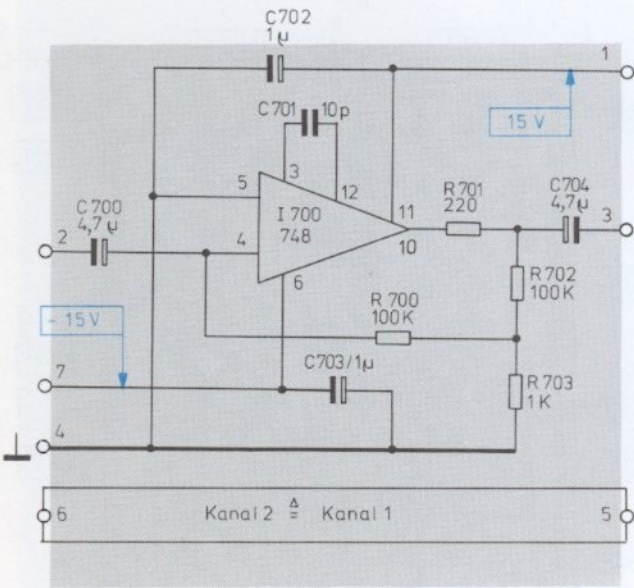 C702
1µ
1
C701
10p
15 V
3
5
12
R701
220
C704
4,7µ
C700
4,7µ
I 700
748
11
10
3
2
4
6
R702
100K
R 700
100K
- 15 V
C703/1µ
7
R703
1K
4
6
Kanal 2 ≙ Kanal 1
5